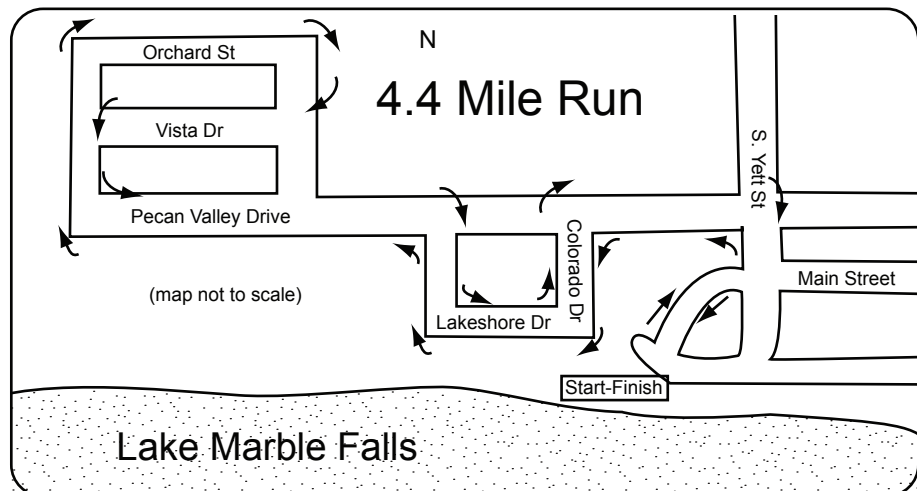 N
Orchard St
4.4 Mile Run
Vista Dr
S. Yett St
Pecan Valley Drive
Colorado Dr
Main Street
(map not to scale)
Lakeshore Dr
Start-Finish
Lake Marble Falls